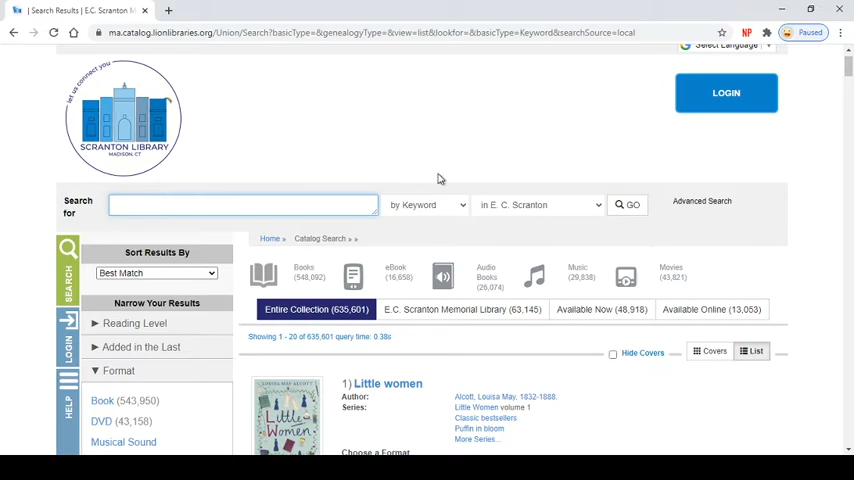 | Search Results | E.C. Scranton M
ma.catalog.lionlibraries.org/Union/Search?basicType=&genealogyType=&view=list&lookfor=&basicType=Keyword&searchSource=local
NP
Paused
Select Language
let us connect you
SCRANTON LIBRARY
MADISON, CT
LOGIN
Search for
by Keyword
in E. C. Scranton
GO
Advanced Search
Home »
Catalog Search » »
SEARCH
LOGIN
HELP
Sort Results By
Best Match
Narrow Your Results
▶ Reading Level
▶ Added in the Last
▼ Format
Book (543,950)
DVD (43,158)
Musical Sound
Books
(548,092)
eBook
(16,658)
Audio
Books
(26,074)
Music
(29,838)
Movies
(43,821)
Entire Collection (635,601)
E.C. Scranton Memorial Library (63,145)
Available Now (48,918)
Available Online (13,053)
Showing 1 - 20 of 635,601 query time: 0.38s
Hide Covers
Covers
List
LOUISA MAY ALCOTT
Little
Women
1) Little women
Author: Alcott, Louisa May, 1832-1888.
Series: Little Women volume 1
Classic bestsellers
Puffin in bloom
More Series...
Choose a Format